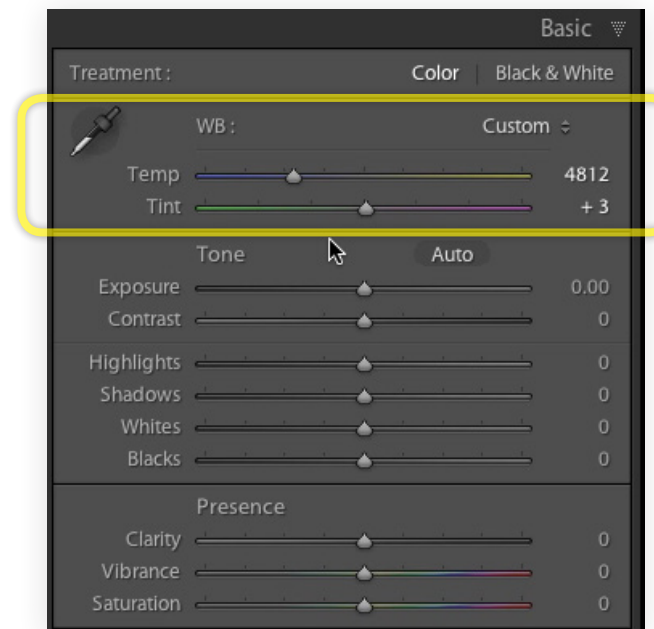 Basic
Treatment : Color | Black & White
WB : Custom
Temp 4812
Tint + 3
Tone Auto
Exposure 0.00
Contrast 0
Highlights 0
Shadows 0
Whites 0
Blacks 0
Presence
Clarity 0
Vibrance 0
Saturation 0